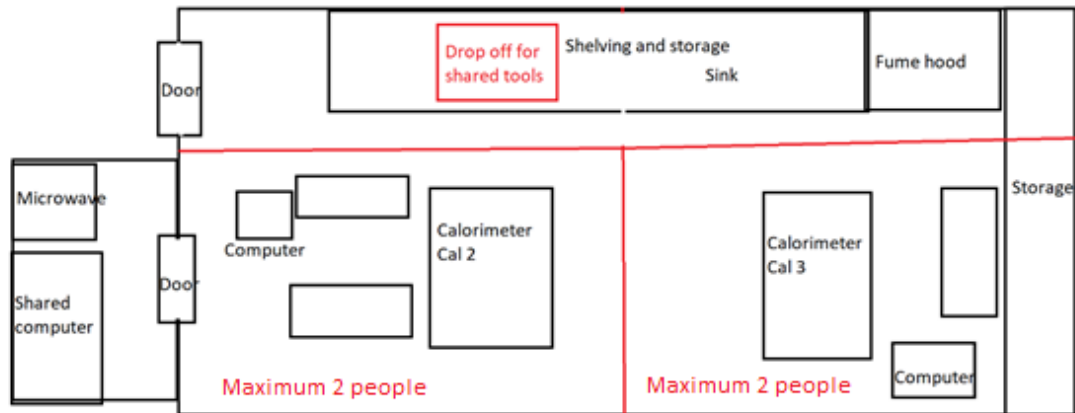 Drop off for
shared tools
Shelving and storage
Sink
Fume hood
Door
Microwave
Storage
Computer
Calorimeter
Cal 2
Calorimeter
Cal 3
Door
Shared
computer
Maximum 2 people
Maximum 2 people
Computer